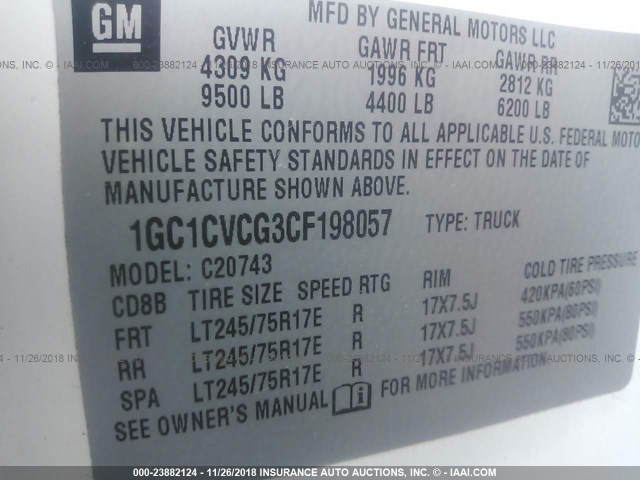 GM
MFD BY GENERAL MOTORS LLC
GVWR GAWR FRT GAWR RR
4309 KG 1996 KG 2812 KG
9500 LB 4400 LB 6200 LB
THIS VEHICLE CONFORMS TO ALL APPLICABLE U.S. FEDERAL MOTO
VEHICLE SAFETY STANDARDS IN EFFECT ON THE DATE OF
MANUFACTURE SHOWN ABOVE.
1GC1CVCG3CF198057 TYPE: TRUCK
MODEL: C20743
CD8B TIRE SIZE SPEED RTG RIM COLD TIRE PRESSURE
FRT LT245/75R17E R 17X7.5J 420KPA(60PSI)
RR LT245/75R17E R 17X7.5J 550KPA(80PSI)
SPA LT245/75R17E R 17X7.5J 550KPA(80PSI)
SEE OWNER'S MANUAL FOR MORE INFORMATION.
000-23882124 - 11/26/2018 INSURANCE AUTO AUCTIONS, INC. - IAAI.COM